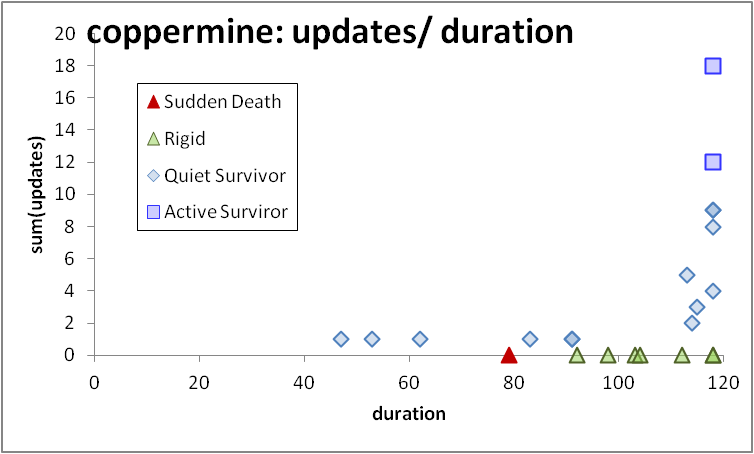 coppermine: updates/ duration
sum(updates)
20
18
16
14
12
10
8
6
4
2
0
Sudden Death
Rigid
Quiet Survivor
Active Surviror
0 20 40 60 80 100 120
duration